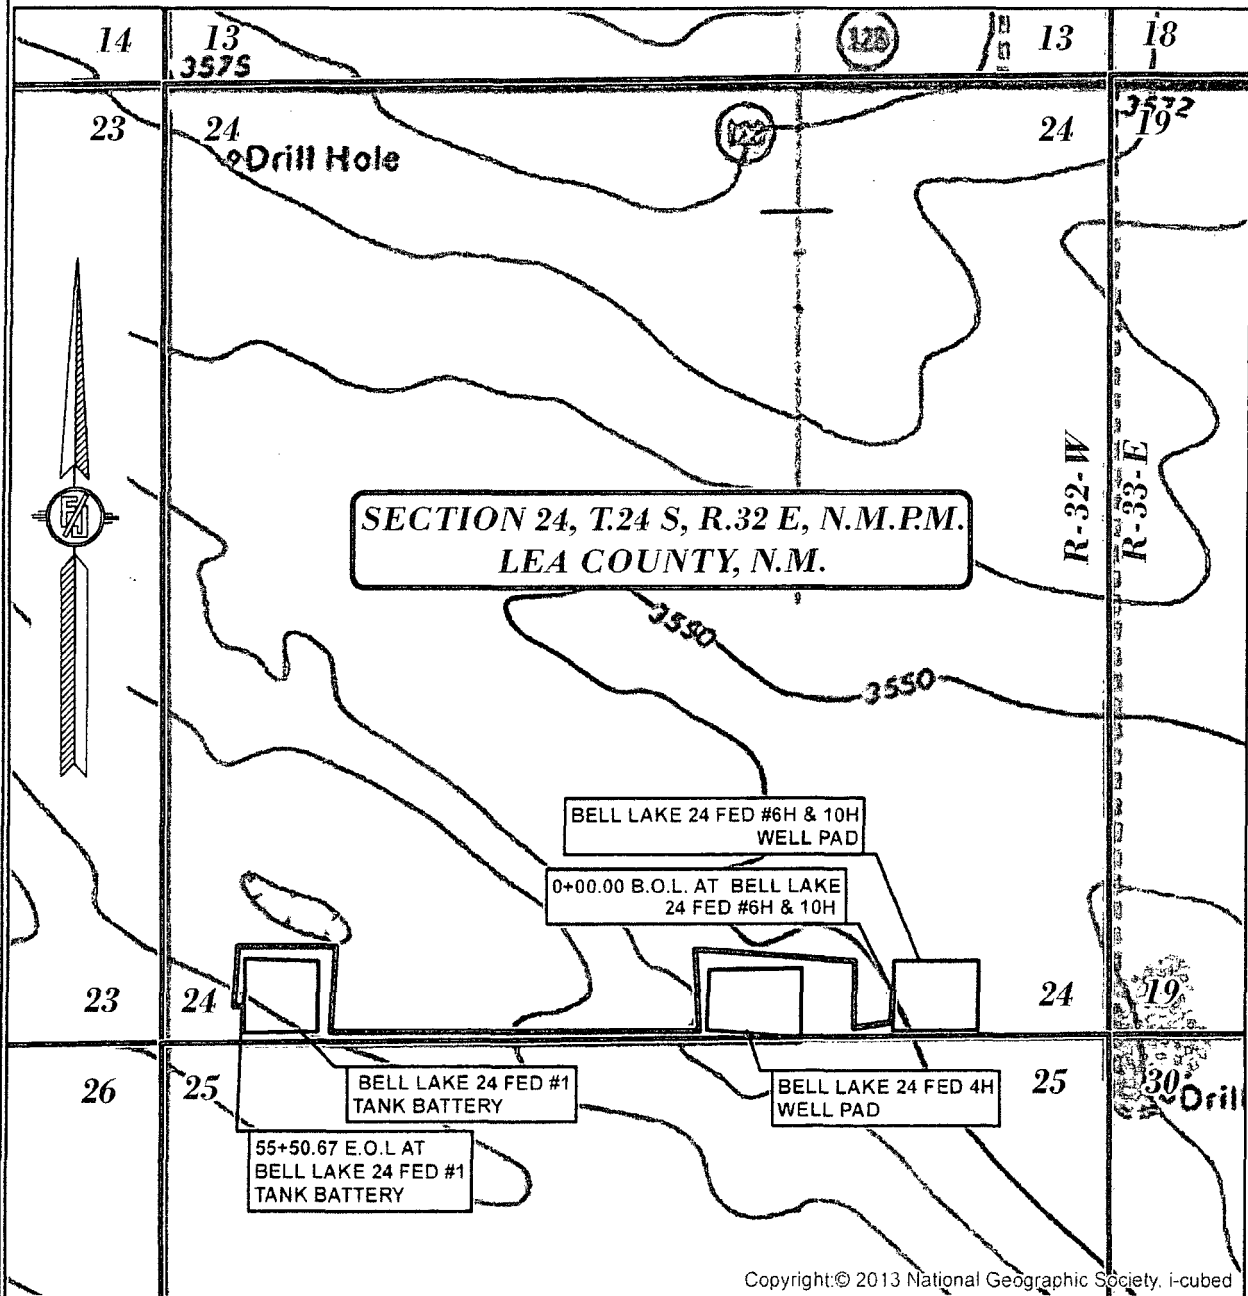 14
13
128
13
18
3575
3532
23
24
122
24
19
Drill Hole
R-32-W
R-33-E
SECTION 24, T.24 S, R.32 E, N.M.P.M.
LEA COUNTY, N.M.
3550
3550
BELL LAKE 24 FED #6H & 10H
WELL PAD
0+00.00 B.O.L. AT BELL LAKE
24 FED #6H & 10H
23
24
24
19
26
25
BELL LAKE 24 FED #1
TANK BATTERY
BELL LAKE 24 FED 4H
WELL PAD
25
30
Drill
55+50.67 E.O.L AT
BELL LAKE 24 FED #1
TANK BATTERY
Copyright:© 2013 National Geographic Society, i-cubed